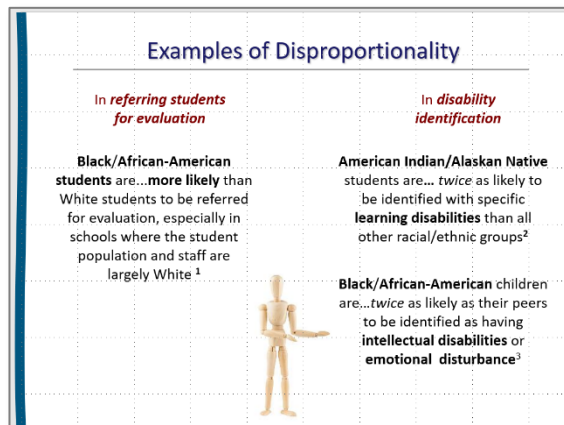 Examples of Disproportionality
In referring students
for evaluation
Black/African-American
students are...more likely than
White students to be referred
for evaluation, especially in
schools where the student
population and staff are
largely White ¹
In disability
identification
American Indian/Alaskan Native
students are... twice as likely to
be identified with specific
learning disabilities than all
other racial/ethnic groups²
Black/African-American children
are...twice as likely as their peers
to be identified as having
intellectual disabilities or
emotional disturbance³